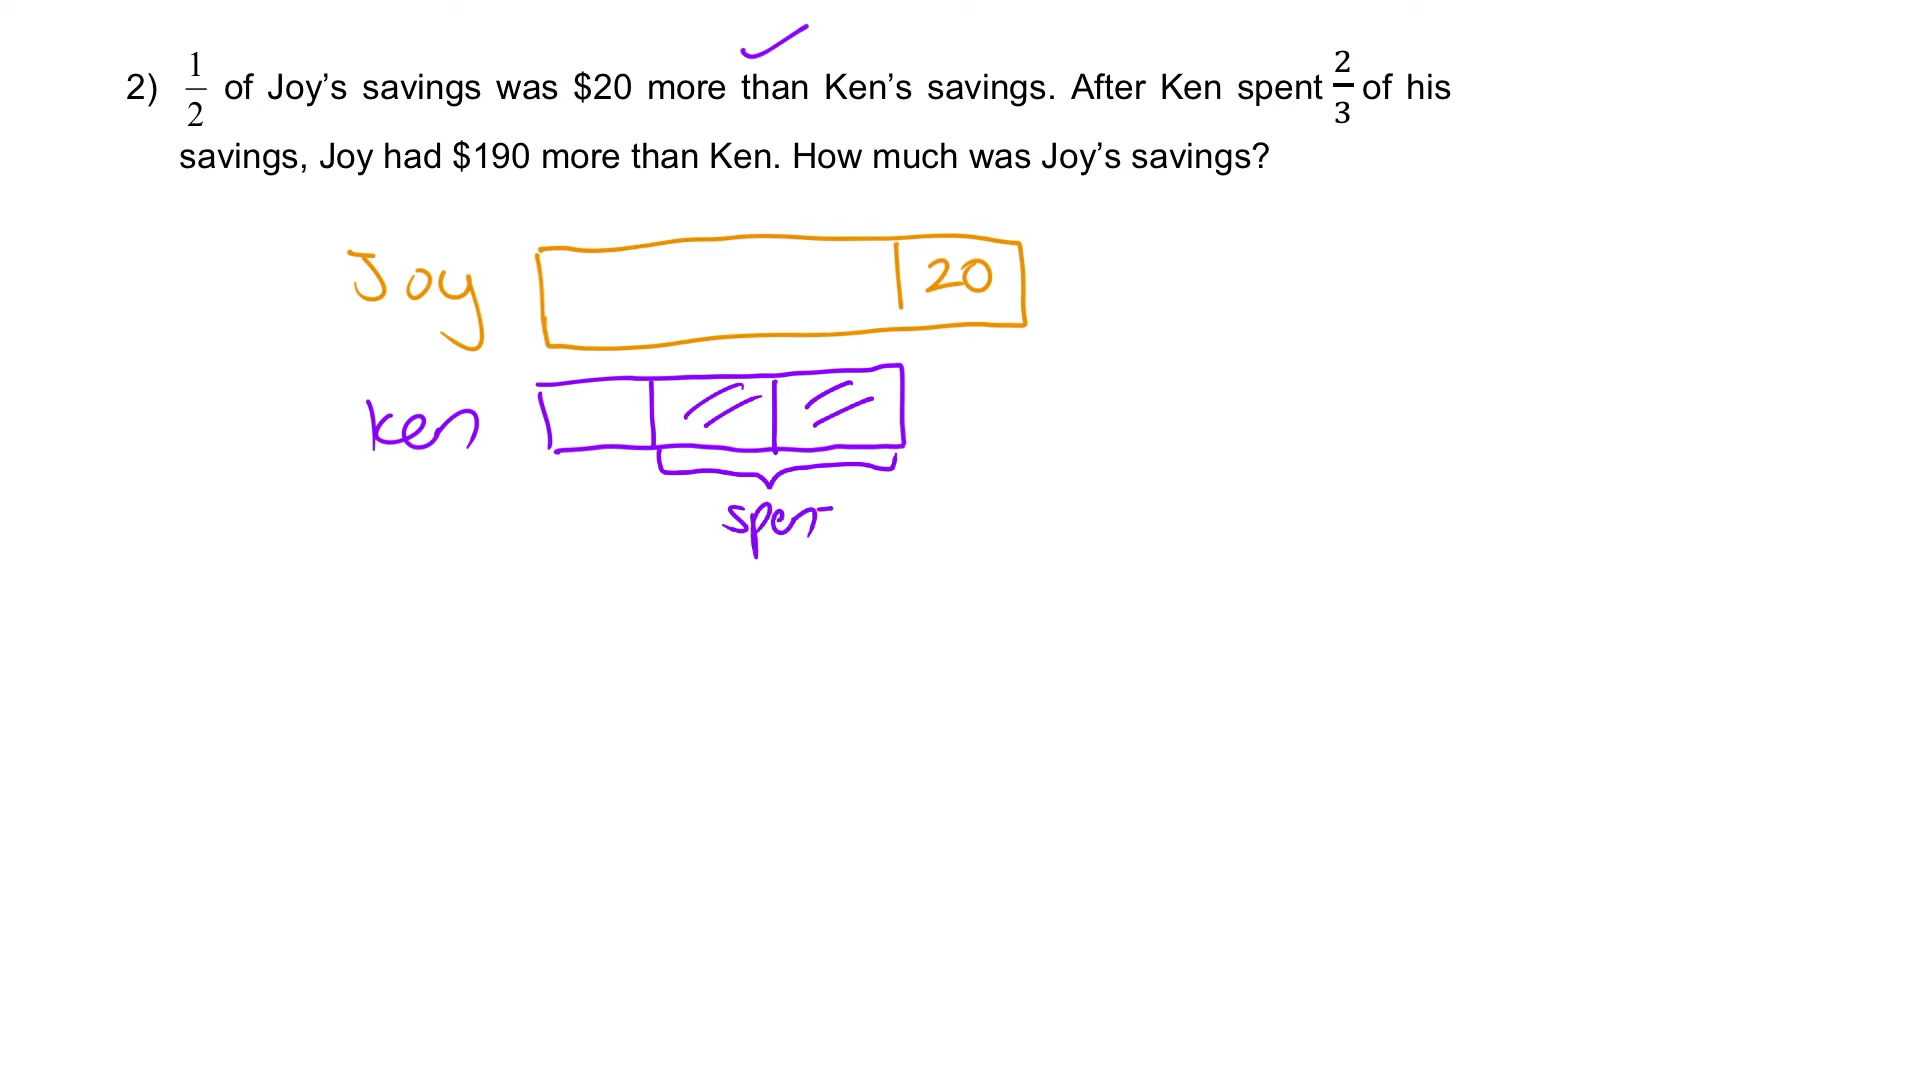 2) 1/2 of Joy’s savings was $20 more than Ken’s savings. After Ken spent 2/3 of his
savings, Joy had $190 more than Ken. How much was Joy’s savings?
Joy 20
Ken
spent